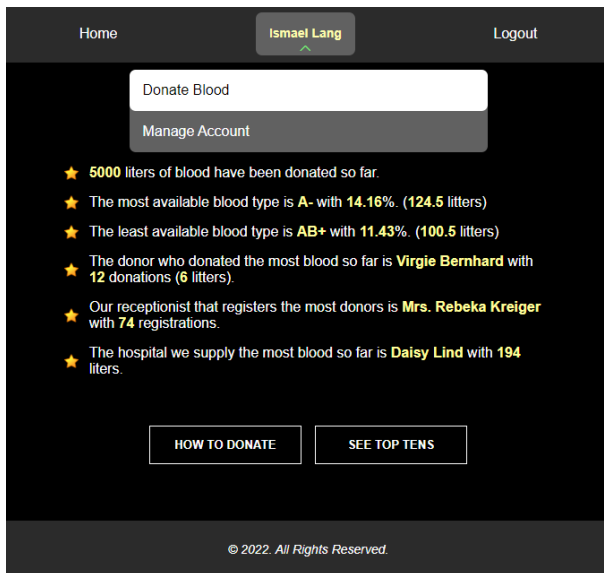 Home
Ismael Lang
Logout
Donate Blood
Manage Account
5000 liters of blood have been donated so far.
The most available blood type is A- with 14.16%. (124.5 litters)
The least available blood type is AB+ with 11.43%. (100.5 litters)
The donor who donated the most blood so far is Virgie Bernhard with
12 donations (6 litters).
Our receptionist that registers the most donors is Mrs. Rebeka Kreiger
with 74 registrations.
The hospital we supply the most blood so far is Daisy Lind with 194
liters.
HOW TO DONATE
SEE TOP TENS
© 2022. All Rights Reserved.